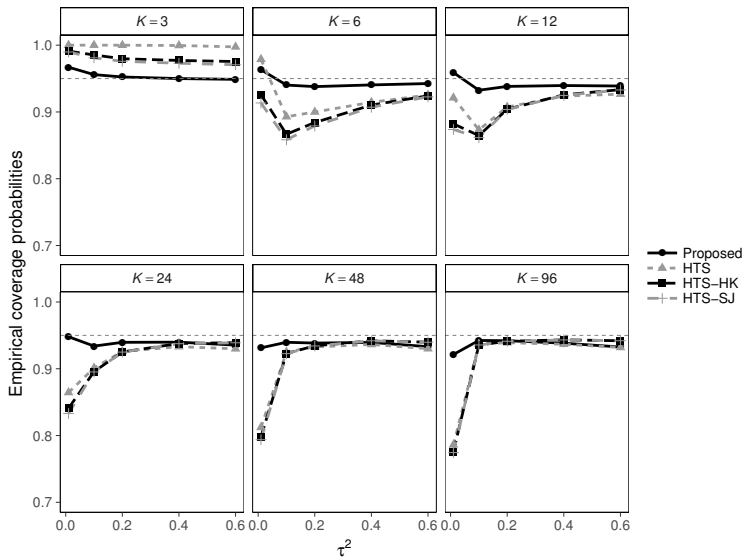 K = 3
K = 6
K = 12
1.0
0.9
0.8
0.7
K = 24
K = 48
K = 96
1.0
0.9
0.8
0.7
0.0 0.2 0.4 0.6
0.0 0.2 0.4 0.6
0.0 0.2 0.4 0.6
τ²
Empirical coverage probabilities
Proposed
HTS
HTS−HK
HTS−SJ